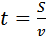 t = S/v